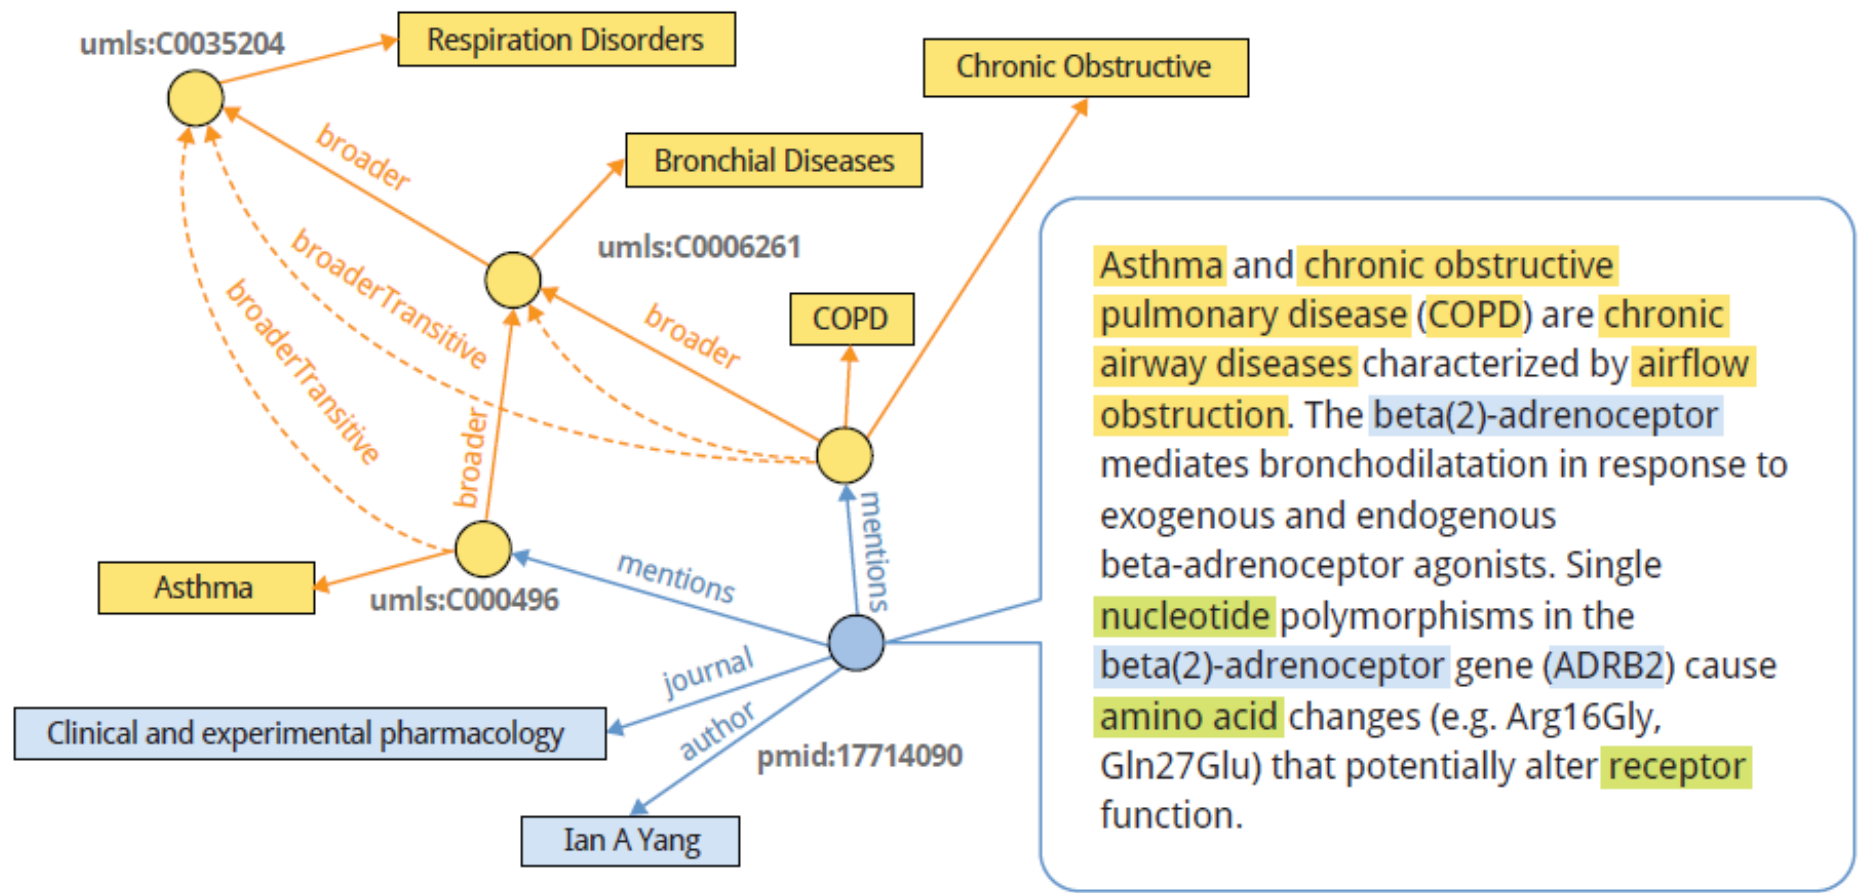 umls:C0035204
Respiration Disorders
Chronic Obstructive
broader
Bronchial Diseases
umls:C0006261
broaderTransitive
broaderTransitive
broader
COPD
broader
mentions
mentions
Asthma
umls:C000496
journal
Clinical and experimental pharmacology
author
pmid:17714090
Ian A Yang
Asthma and chronic obstructive
pulmonary disease (COPD) are chronic
airway diseases characterized by airflow
obstruction. The beta(2)-adrenoceptor
mediates bronchodilatation in response to
exogenous and endogenous
beta-adrenoceptor agonists. Single
nucleotide polymorphisms in the
beta(2)-adrenoceptor gene (ADRB2) cause
amino acid changes (e.g. Arg16Gly,
Gln27Glu) that potentially alter receptor
function.